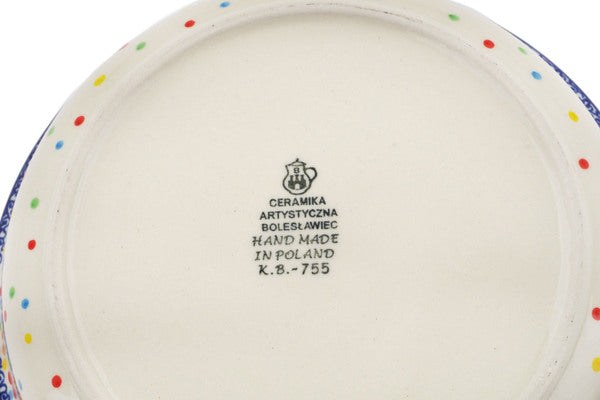 B
CERAMIKA
ARTYSTYCZNA
BOLESŁAWIEC
HAND MADE
IN POLAND
K.B.-755